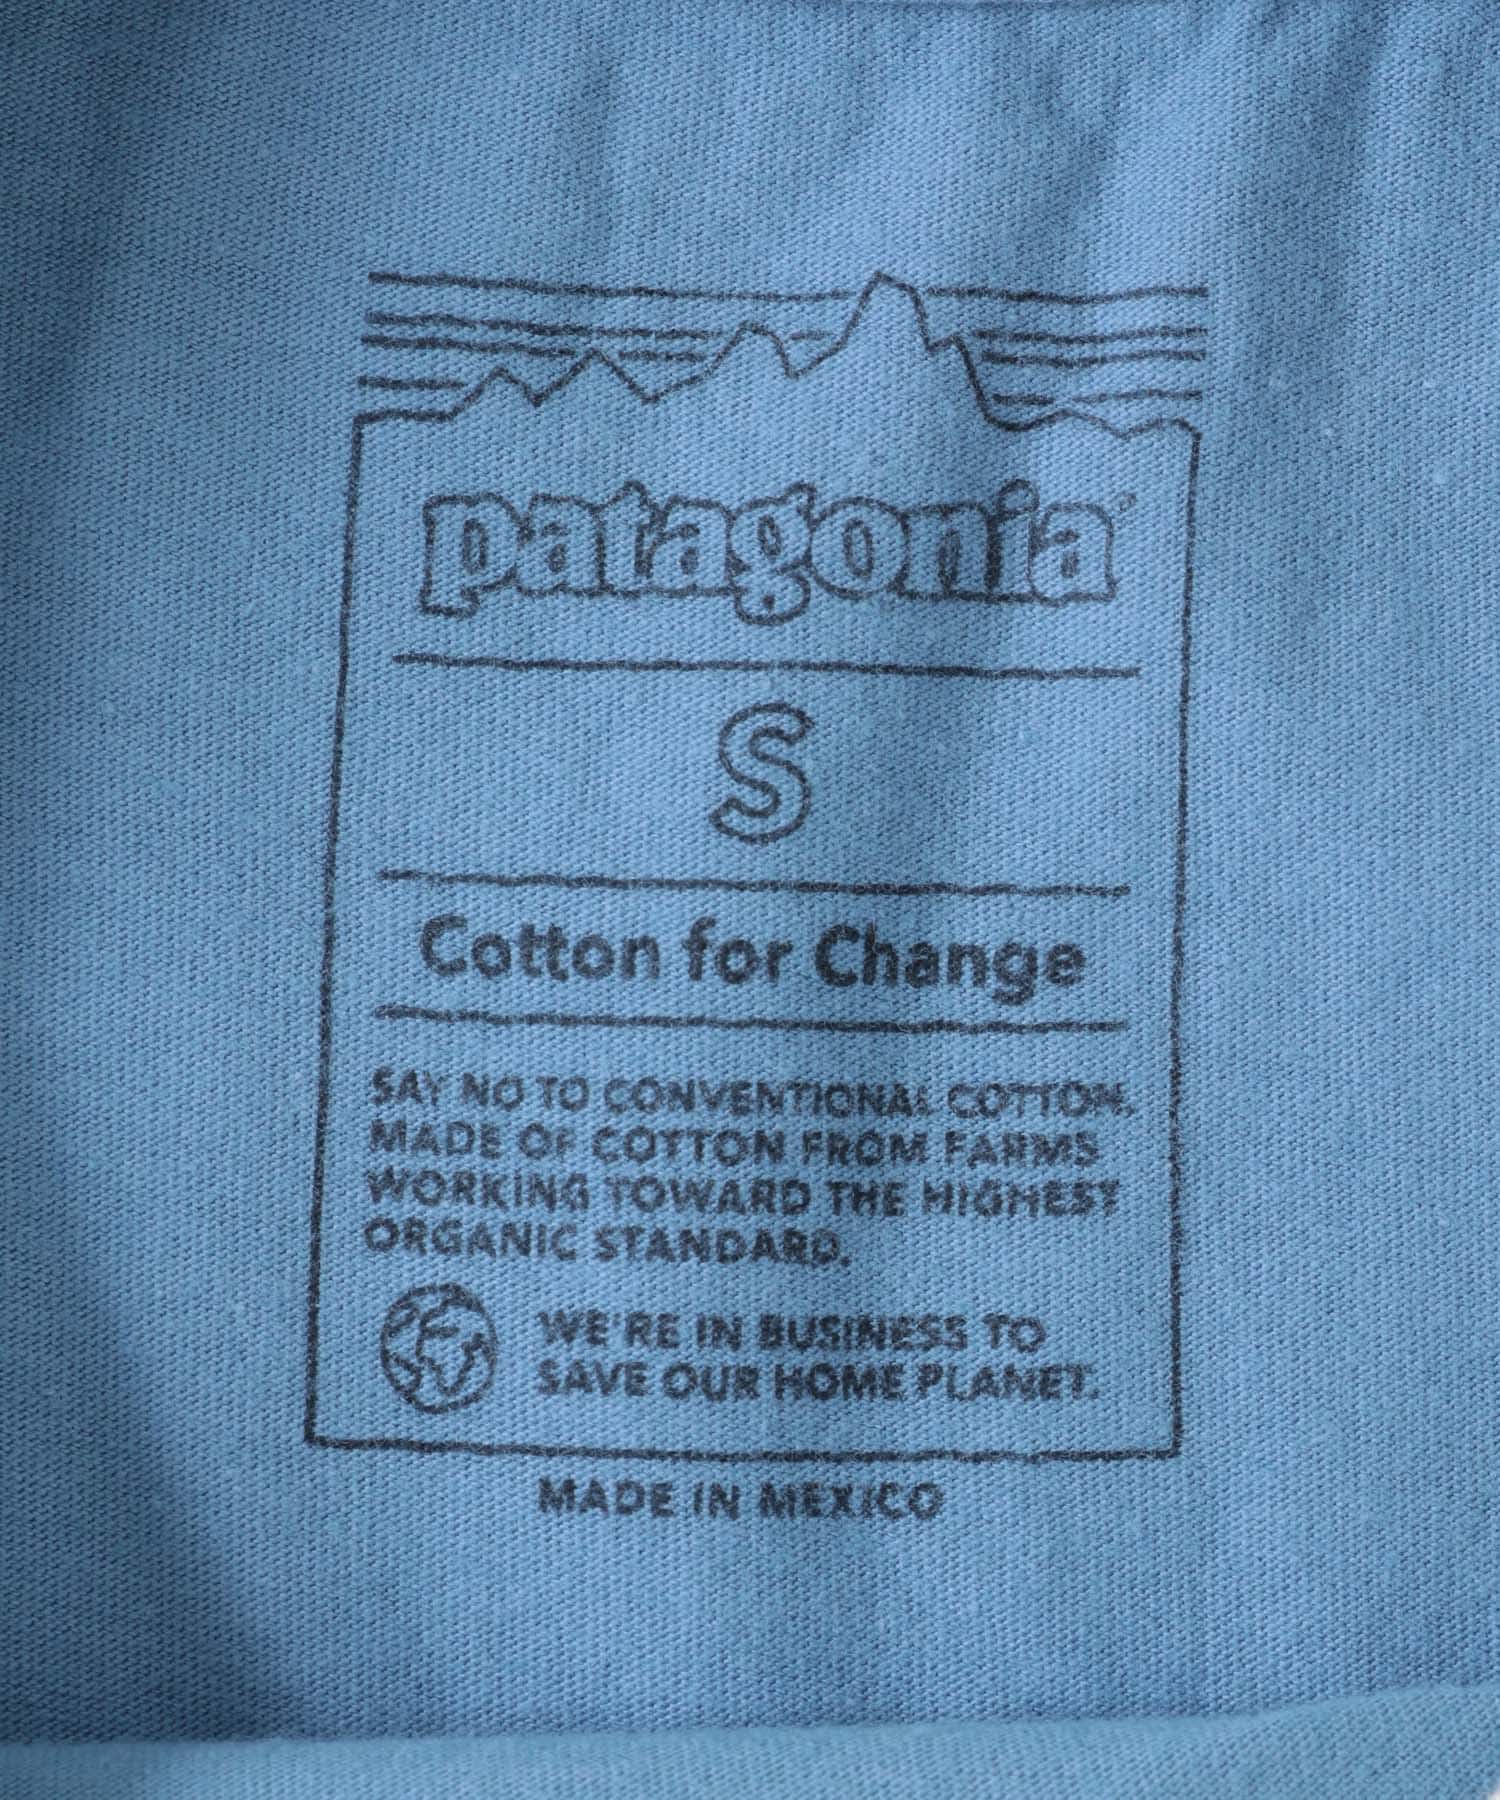 patagonia®
S
Cotton for Change
SAY NO TO CONVENTIONAL COTTON.
MADE OF COTTON FROM FARMS
WORKING TOWARD THE HIGHEST
ORGANIC STANDARD.
WE'RE IN BUSINESS TO
SAVE OUR HOME PLANET.
MADE IN MEXICO